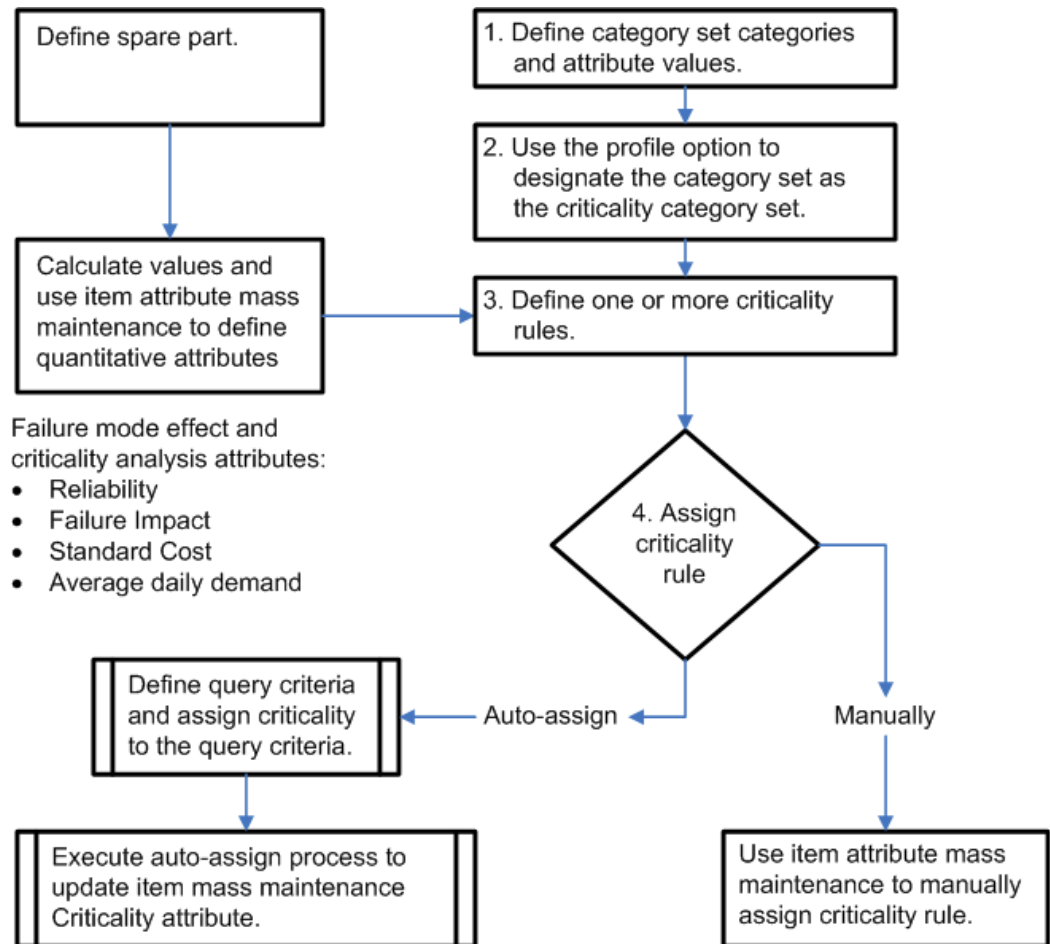 Define spare part.
1. Define category set categories
and attribute values.
2. Use the profile option to
designate the category set as
the criticality category set.
Calculate values and
use item attribute mass
maintenance to define
quantitative attributes
3. Define one or more criticality
rules.
Failure mode effect and
criticality analysis attributes:
• Reliability
• Failure Impact
• Standard Cost
• Average daily demand
4. Assign
criticality
rule
Define query criteria
and assign criticality
to the query criteria.
Auto-assign
Manually
Execute auto-assign process to
update item mass maintenance
Criticality attribute.
Use item attribute mass
maintenance to manually
assign criticality rule.